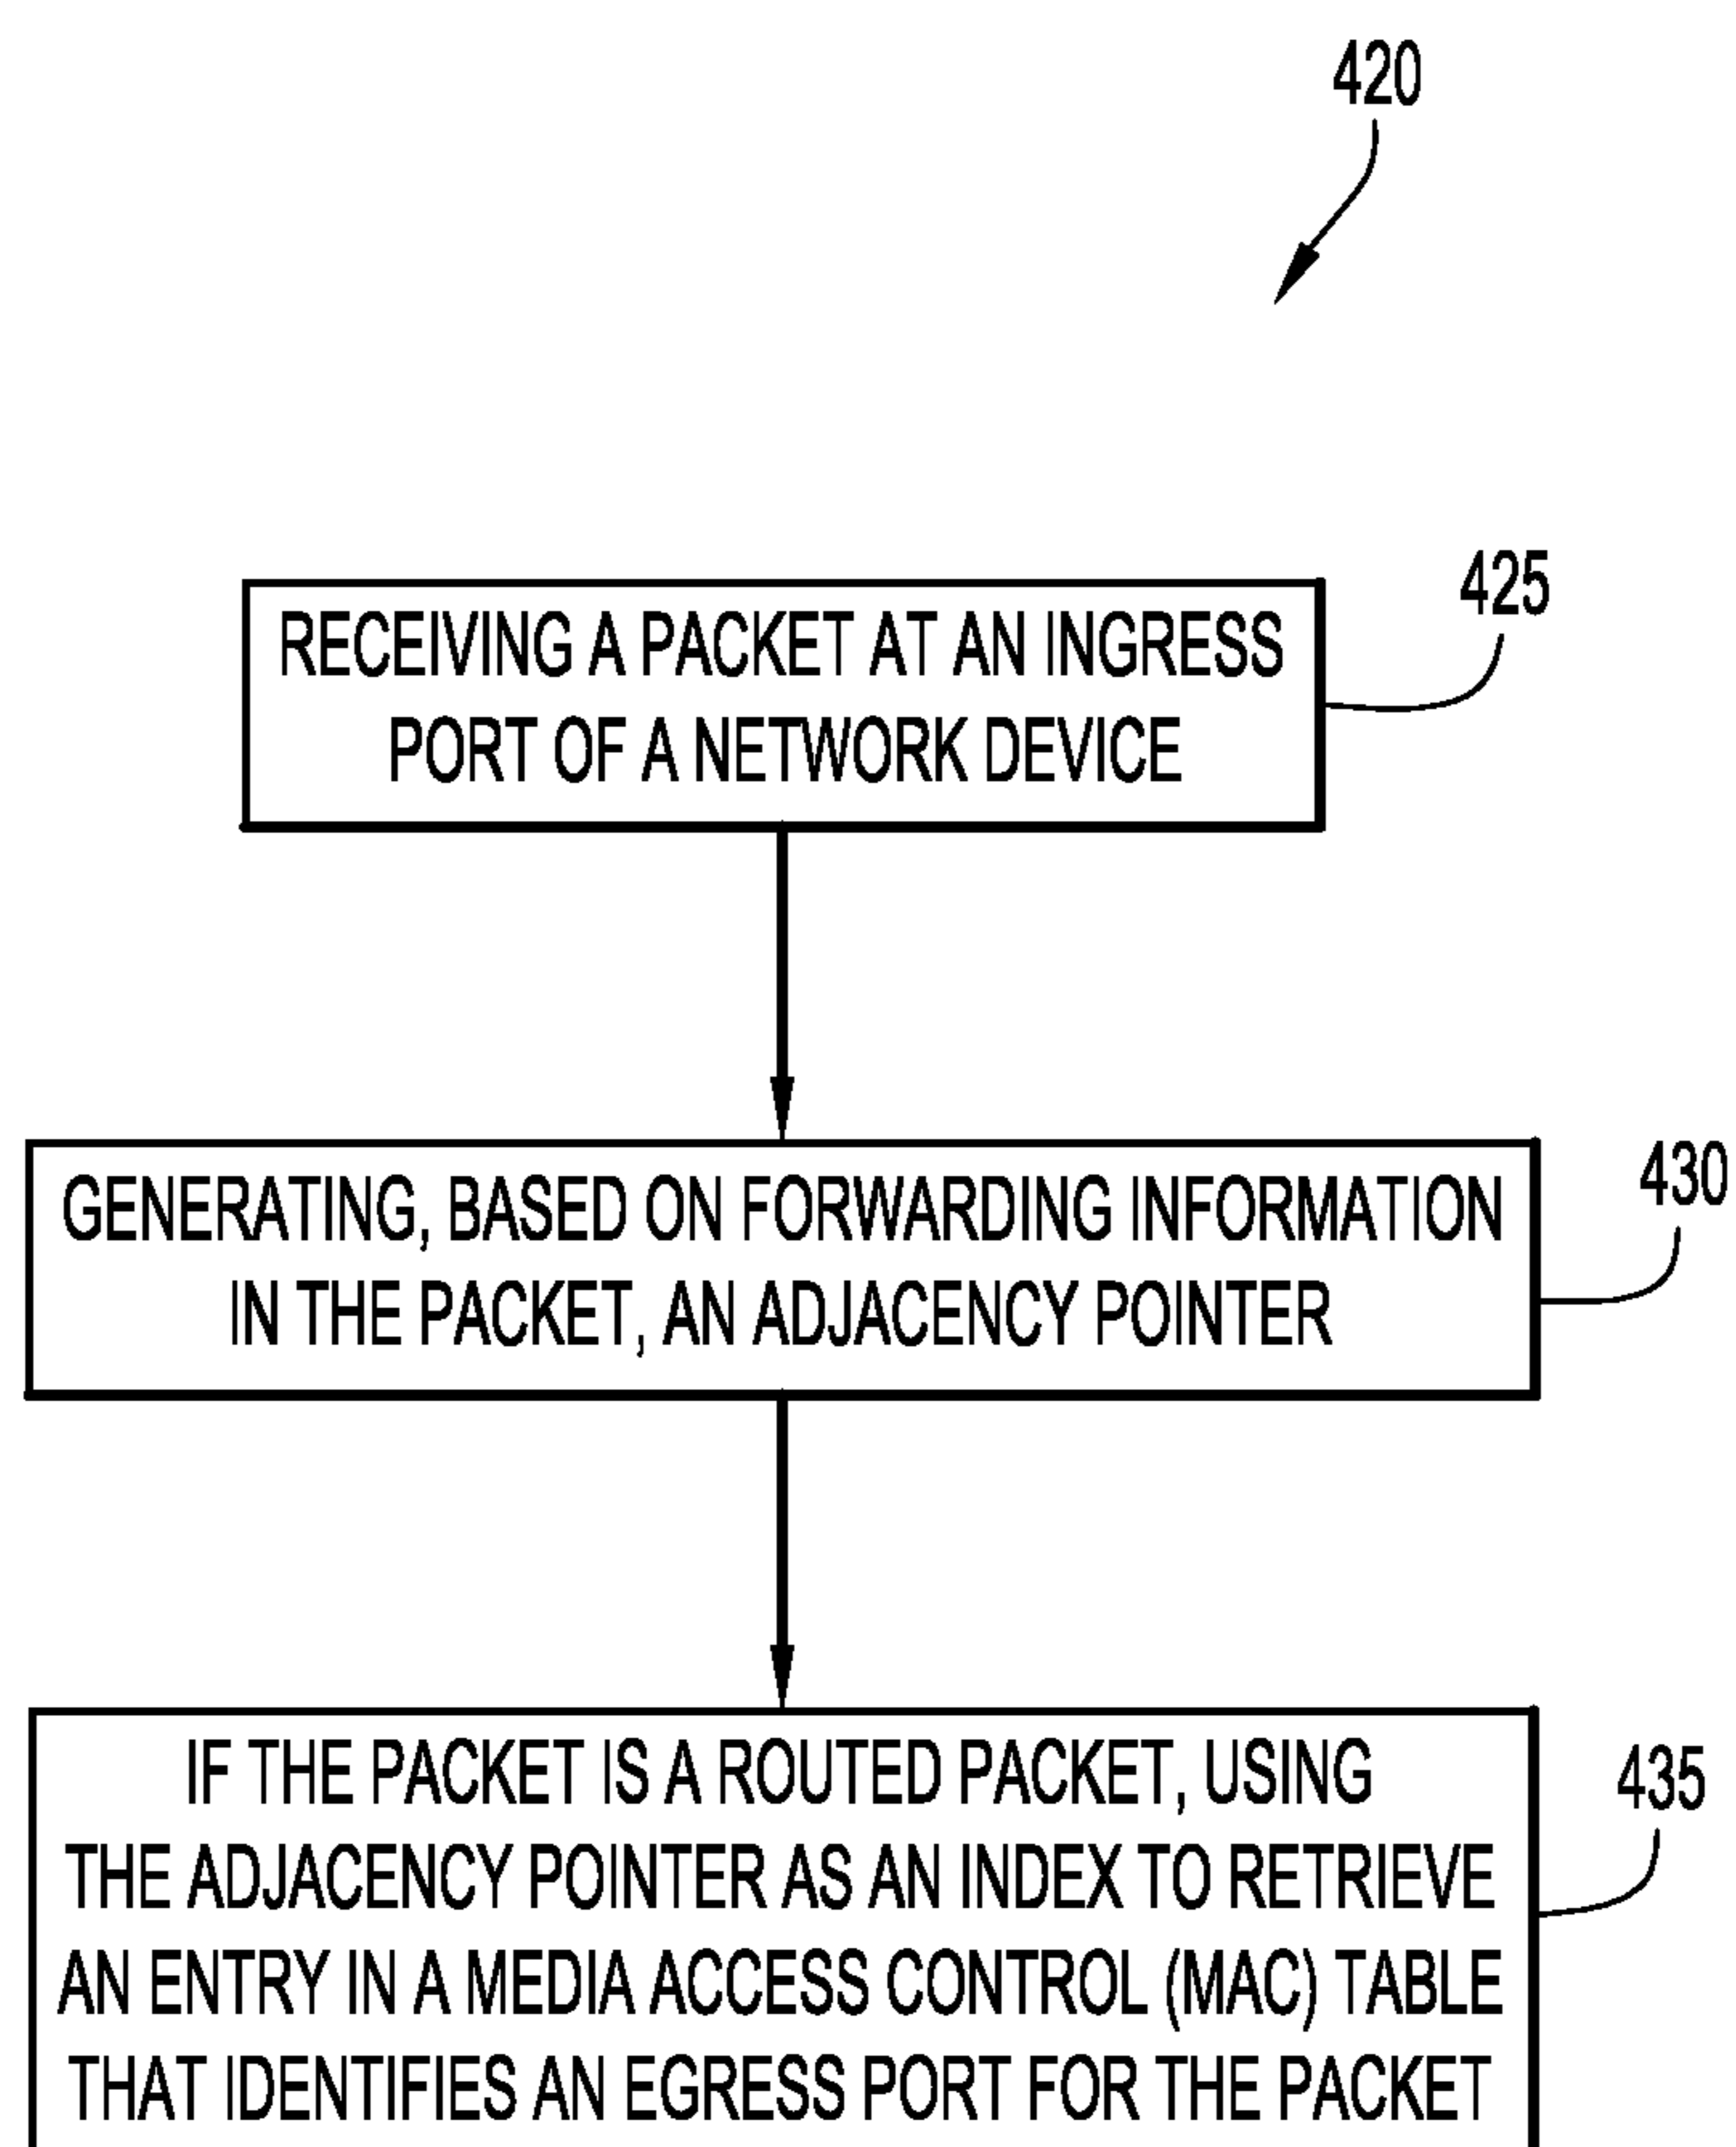 420
425
RECEIVING A PACKET AT AN INGRESS
PORT OF A NETWORK DEVICE
430
GENERATING, BASED ON FORWARDING INFORMATION
IN THE PACKET, AN ADJACENCY POINTER
435
IF THE PACKET IS A ROUTED PACKET, USING
THE ADJACENCY POINTER AS AN INDEX TO RETRIEVE
AN ENTRY IN A MEDIA ACCESS CONTROL (MAC) TABLE
THAT IDENTIFIES AN EGRESS PORT FOR THE PACKET